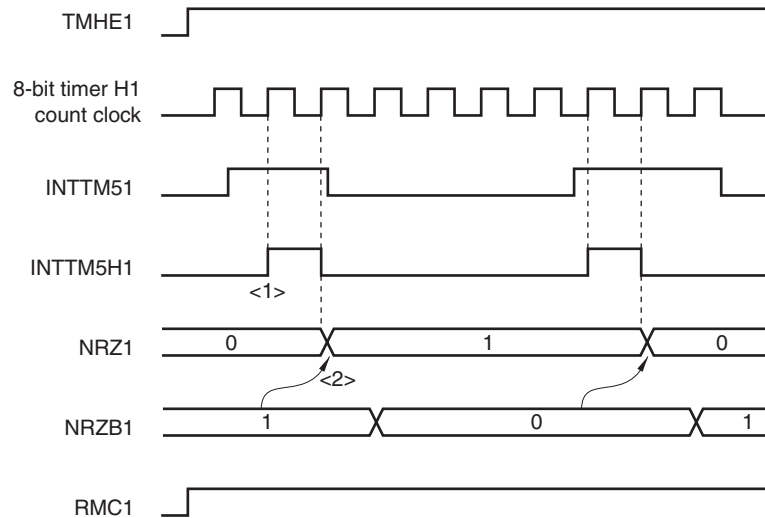 TMHE1
8-bit timer H1
count clock
INTTM51
INTTM5H1
<1>
NRZ1
0 1 0
<2>
NRZB1
1 0 1
RMC1